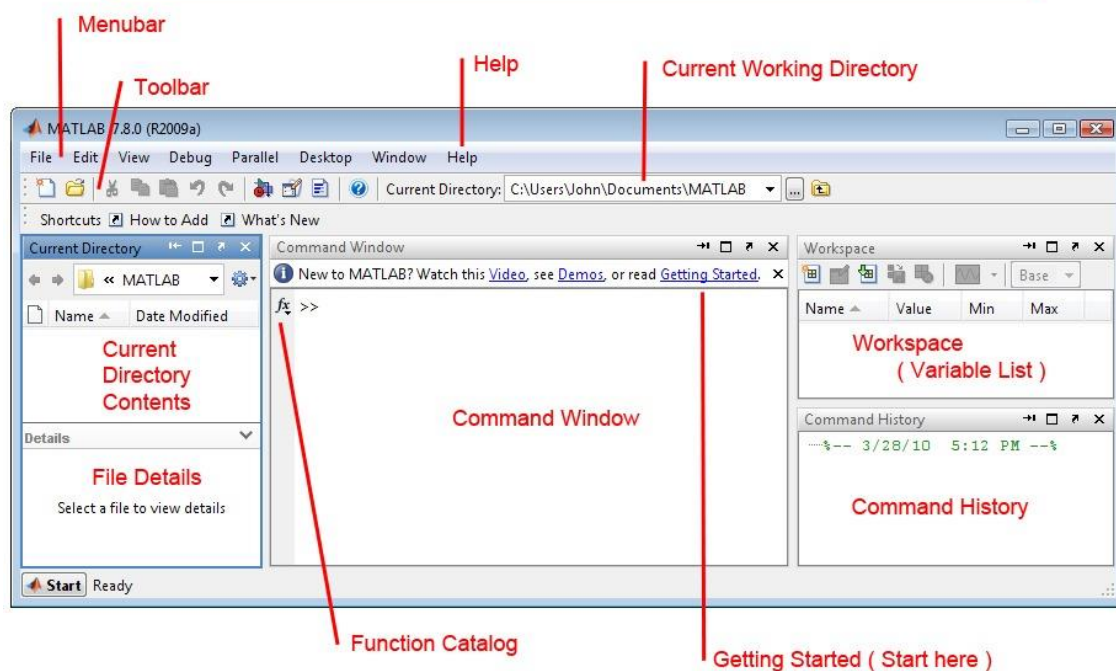 Menubar
Help
Current Working Directory
Toolbar
MATLAB 7.8.0 (R2009a)
File Edit View Debug Parallel Desktop Window Help
Current Directory: C:\Users\John\Documents\MATLAB ...
Shortcuts How to Add What's New
Current Directory
Command Window
Workspace
« MATLAB
New to MATLAB? Watch this Video, see Demos, or read Getting Started.
Base
Name Date Modified
fx >>
Name Value Min Max
Current
Directory
Contents
Workspace
( Variable List )
Command Window
Command History
Details
%-- 3/28/10 5:12 PM --%
File Details
Select a file to view details
Command History
Start Ready
Function Catalog
Getting Started ( Start here )